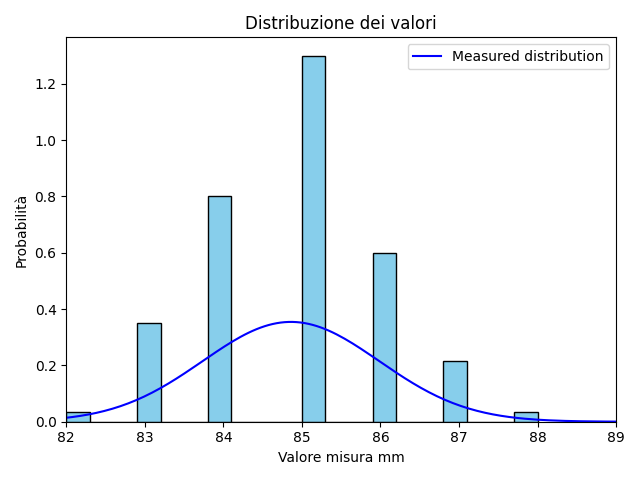 Distribuzione dei valori
Measured distribution
Probabilità
1.2
1.0
0.8
0.6
0.4
0.2
0.0
82 83 84 85 86 87 88 89
Valore misura mm